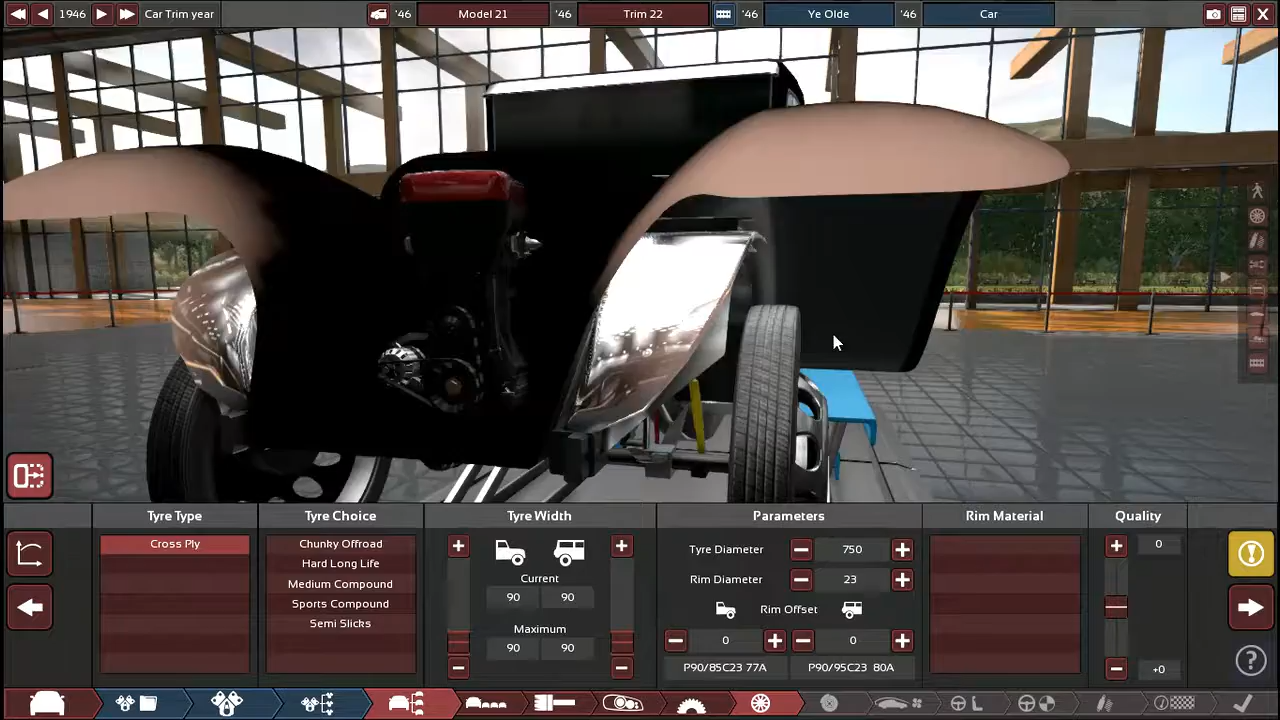 1946 Car Trim year '46 Model 21 '46 Trim 22 '46 Ye Olde '46 Car
Tyre Type Tyre Choice Tyre Width Parameters Rim Material Quality
Cross Ply
Chunky Offroad
Hard Long Life
Medium Compound
Sports Compound
Semi Slicks
Current
90 90
Maximum
90 90
Tyre Diameter 750
Rim Diameter 23
Rim Offset
0 0
P90/85C23 77A P90/95C23 80A
0
+0